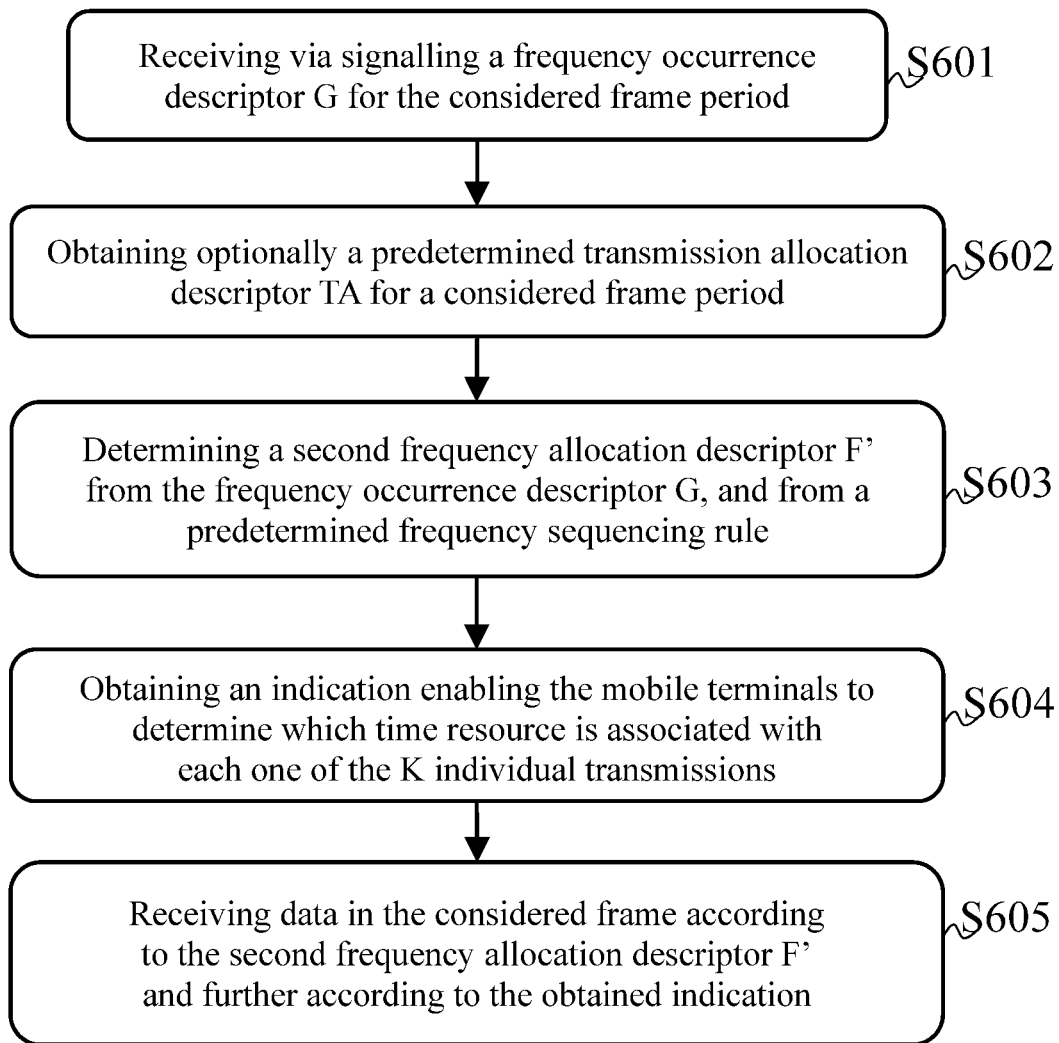 Receiving via signalling a frequency occurrence
descriptor G for the considered frame period
S601
Obtaining optionally a predetermined transmission allocation
descriptor TA for a considered frame period
S602
Determining a second frequency allocation descriptor F’
from the frequency occurrence descriptor G, and from a
predetermined frequency sequencing rule
S603
Obtaining an indication enabling the mobile terminals to
determine which time resource is associated with
each one of the K individual transmissions
S604
Receiving data in the considered frame according
to the second frequency allocation descriptor F’
and further according to the obtained indication
S605